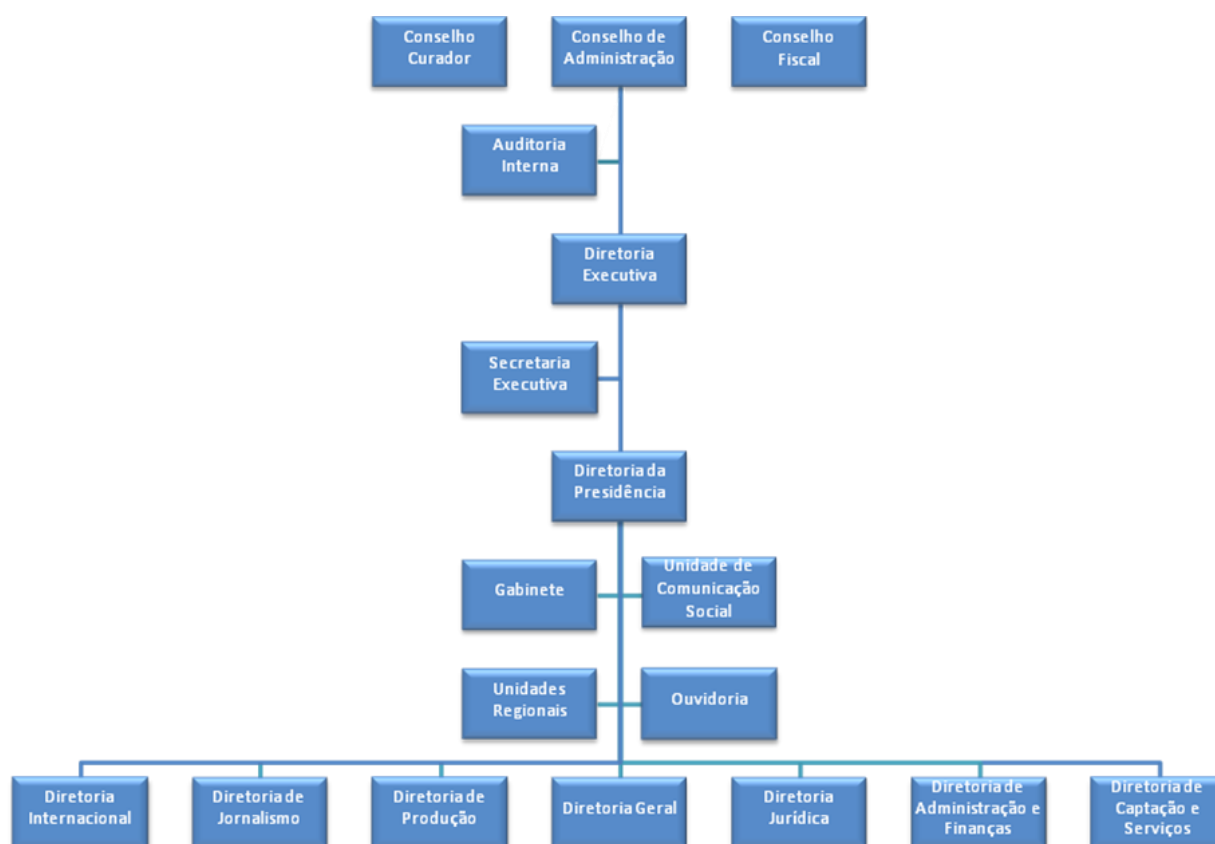 Conselho
Curador
Conselho de
Administração
Conselho
Fiscal
Auditoria
Interna
Diretoria
Executiva
Secretaria
Executiva
Diretoria da
Presidência
Gabinete
Unidade de
Comunicação
Social
Unidades
Regionais
Ouvidoria
Diretoria
Internacional
Diretoria de
Jornalismo
Diretoria de
Produção
Diretoria Geral
Diretoria
Jurídica
Diretoria de
Administração e
Finanças
Diretoria de
Captação e
Serviços